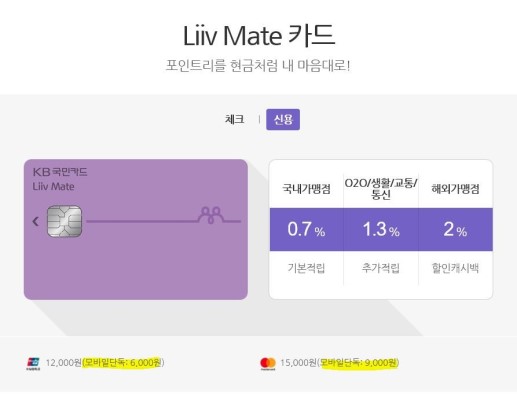 Liiv Mate 카드
포인트리를 현금처럼 내 마음대로!
체크 | 신용
KB국민카드
Liiv Mate
국내가맹점 O2O/생활/교통/ 해외가맹점
통신
0.7 % 1.3 % 2 %
기본적립 추가적립 할인캐시백
12,000원(모바일단독: 6,000원) 15,000원(모바일단독: 9,000원)